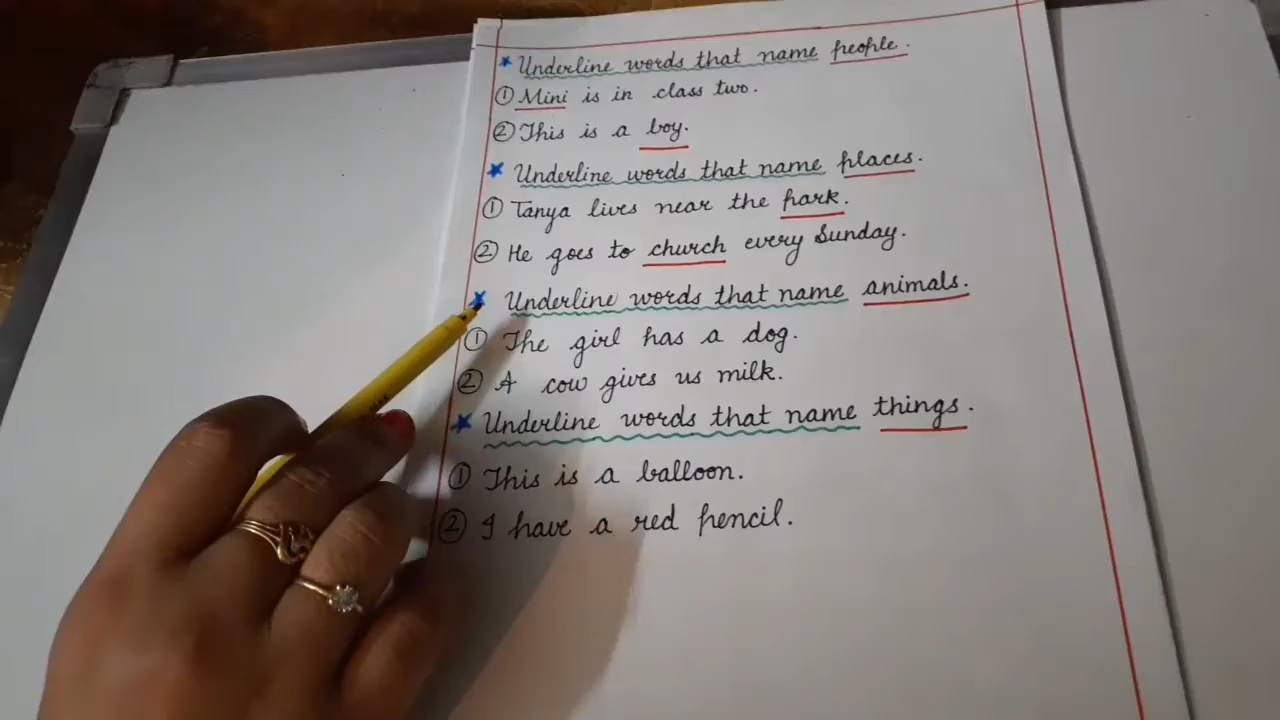 ★ Underline words that name people.
① Mini is in class two.
② This is a boy.
★ Underline words that name places.
① Tanya lives near the park.
② He goes to church every Sunday.
★ Underline words that name animals.
① The girl has a dog.
② A cow gives us milk.
★ Underline words that name things.
① This is a balloon.
② I have a red pencil.